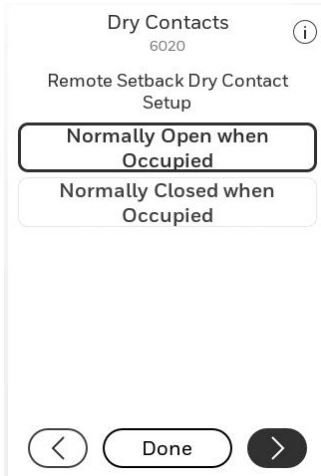 Dry Contacts
6020
Remote Setback Dry Contact
Setup
Normally Open when
Occupied
Normally Closed when
Occupied
Done